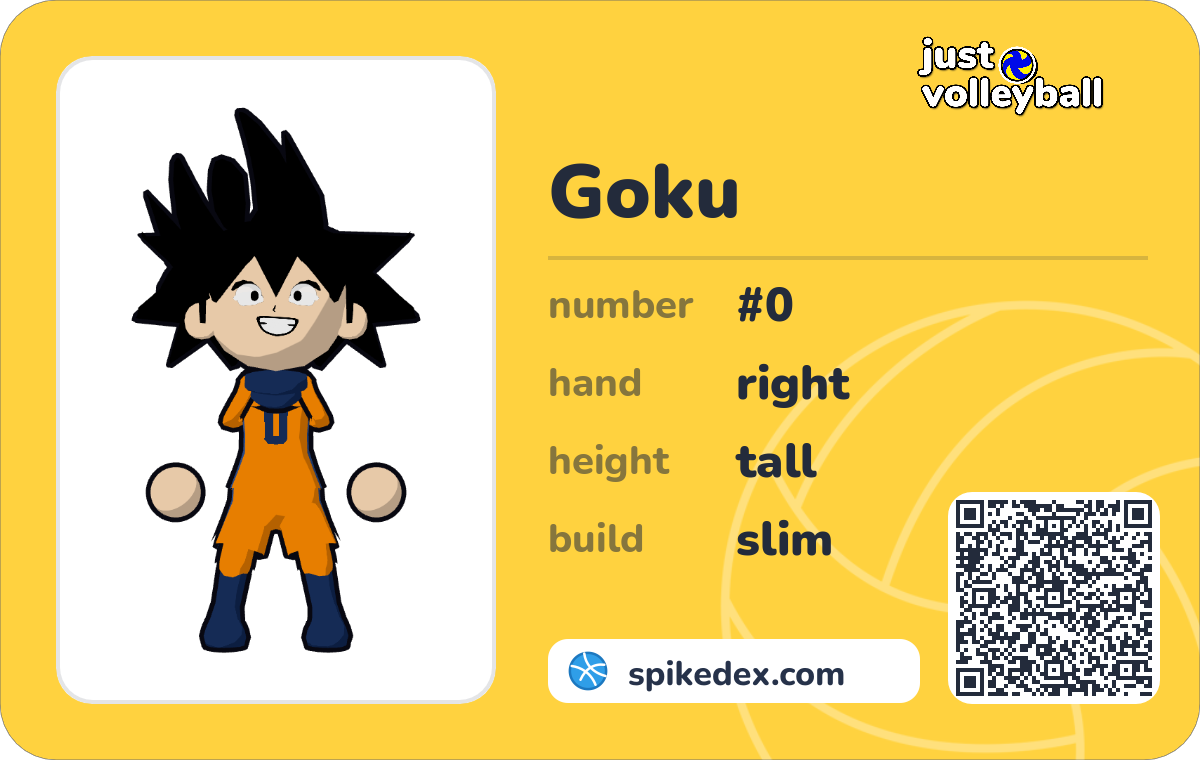 just
volleyball
Goku
number #0
hand right
height tall
build slim
spikedex.com